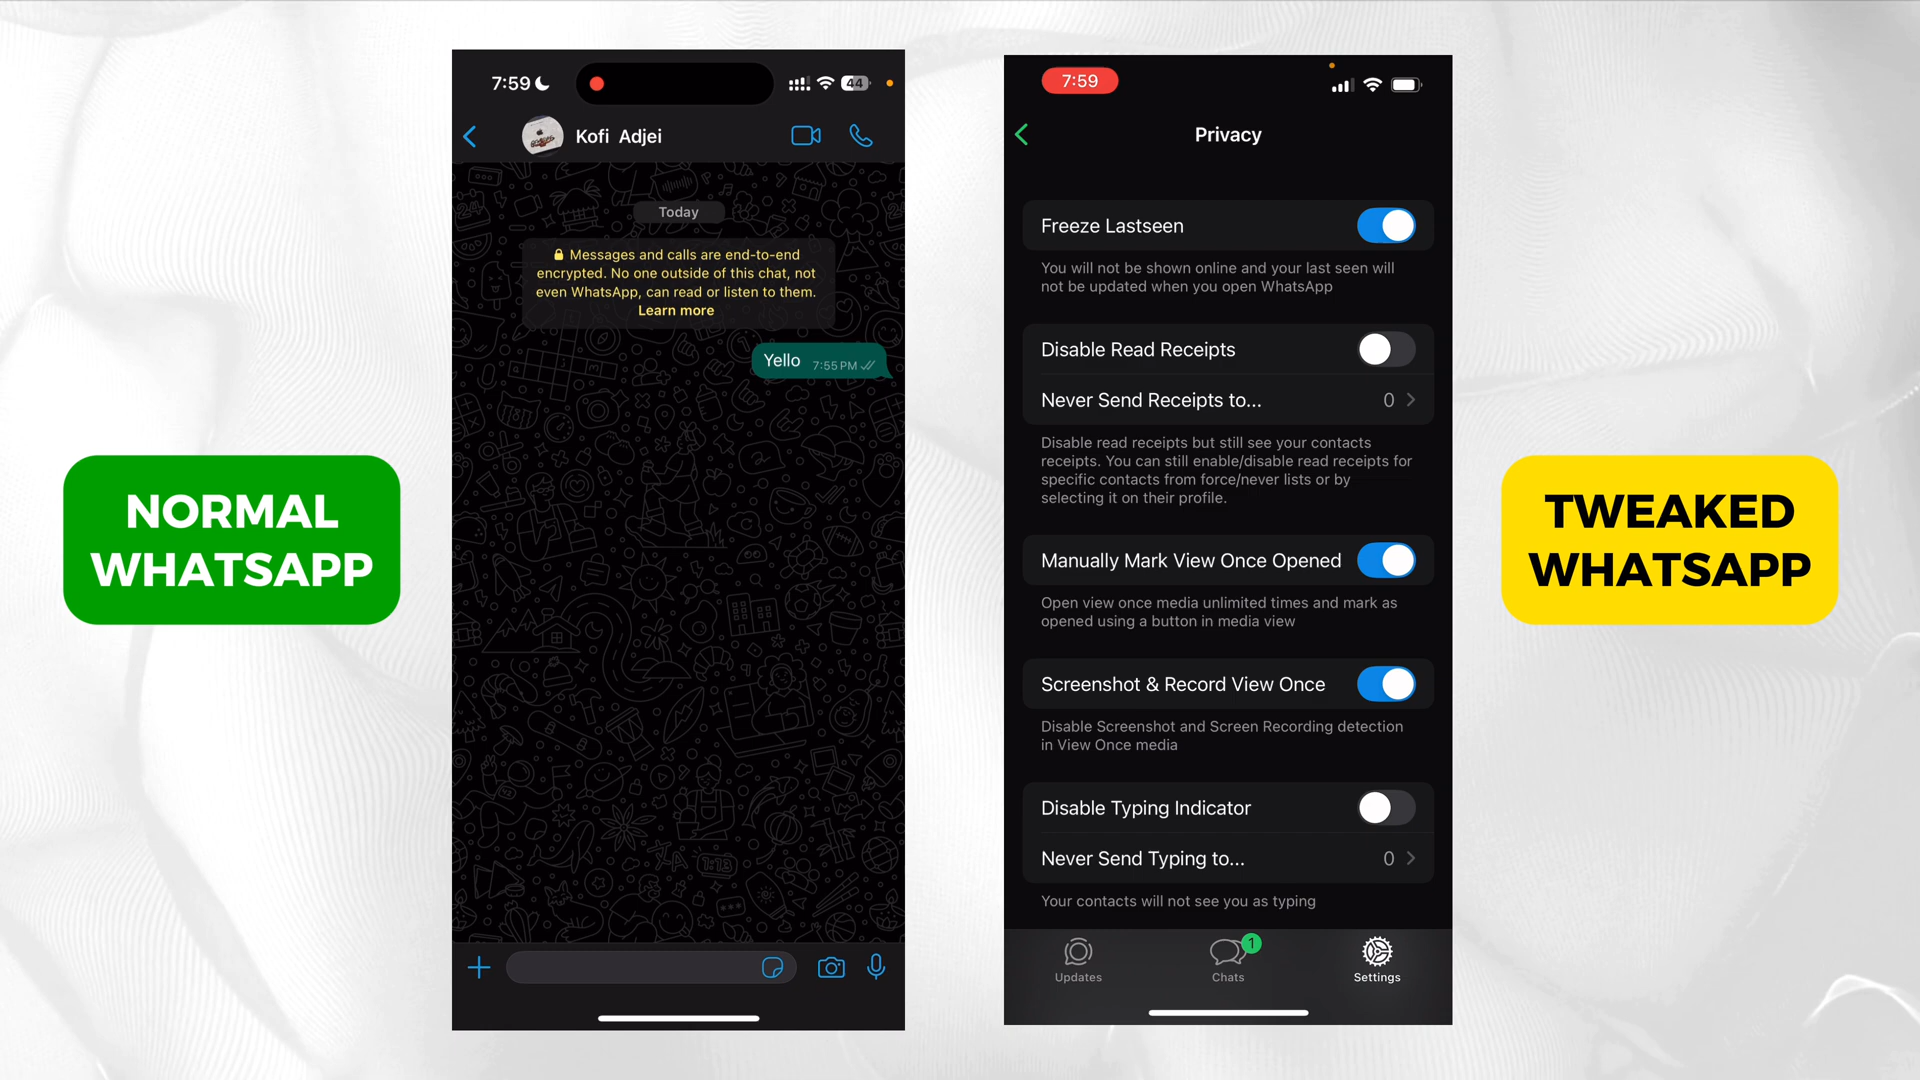 NORMAL
WHATSAPP
7:59
44
Kofi Adjei
Today
Messages and calls are end-to-end
encrypted. No one outside of this chat, not
even WhatsApp, can read or listen to them.
Learn more
Yello 7:55 PM
7:59
Privacy
Freeze Lastseen
You will not be shown online and your last seen will
not be updated when you open WhatsApp
Disable Read Receipts
Never Send Receipts to... 0
Disable read receipts but still see your contacts
receipts. You can still enable/disable read receipts for
specific contacts from force/never lists or by
selecting it on their profile.
Manually Mark View Once Opened
Open view once media unlimited times and mark as
opened using a button in media view
Screenshot & Record View Once
Disable Screenshot and Screen Recording detection
in View Once media
Disable Typing Indicator
Never Send Typing to... 0
Your contacts will not see you as typing
Updates
1
Chats
Settings
TWEAKED
WHATSAPP